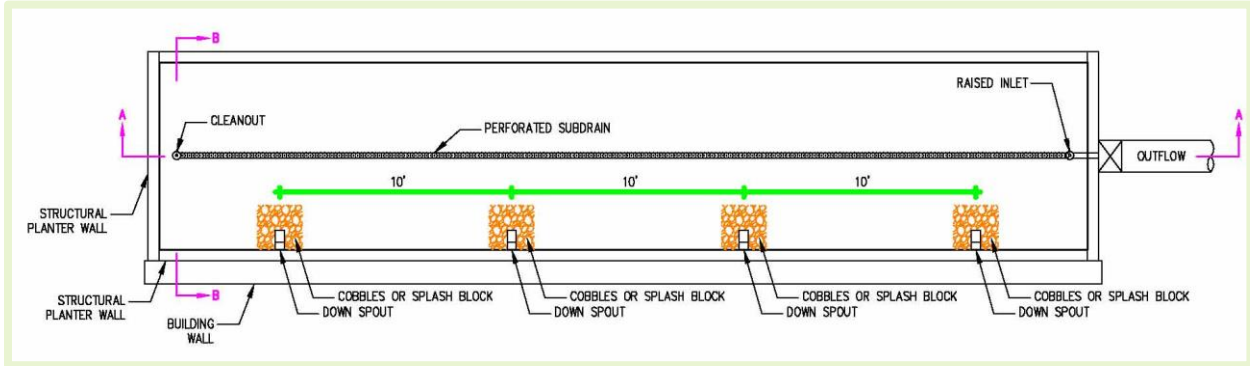 B
RAISED INLET
A
A
CLEANOUT
PERFORATED SUBDRAIN
OUTFLOW
10'
10'
10'
STRUCTURAL
PLANTER WALL
B
STRUCTURAL
PLANTER WALL
BUILDING
WALL
COBBLES OR SPLASH BLOCK
DOWN SPOUT
COBBLES OR SPLASH BLOCK
DOWN SPOUT
COBBLES OR SPLASH BLOCK
DOWN SPOUT
COBBLES OR SPLASH BLOCK
DOWN SPOUT